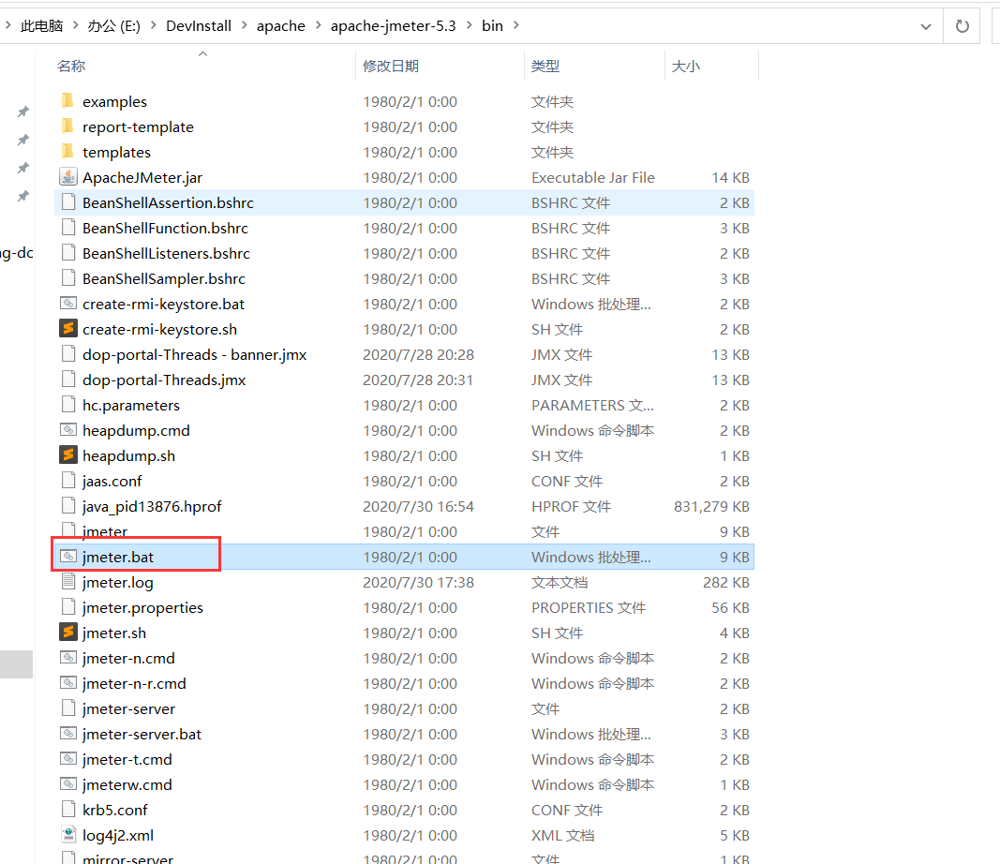 此电脑 > 办公 (E:) > DevInstall > apache > apache-jmeter-5.3 > bin >
名称 修改日期 类型 大小
examples 1980/2/1 0:00 文件夹
report-template 1980/2/1 0:00 文件夹
templates 1980/2/1 0:00 文件夹
ApacheJMeter.jar 1980/2/1 0:00 Executable Jar File 14 KB
BeanShellAssertion.bshrc 1980/2/1 0:00 BSHRC 文件 2 KB
BeanShellFunction.bshrc 1980/2/1 0:00 BSHRC 文件 3 KB
ng-dc
BeanShellListeners.bshrc 1980/2/1 0:00 BSHRC 文件 2 KB
BeanShellSampler.bshrc 1980/2/1 0:00 BSHRC 文件 3 KB
create-rmi-keystore.bat 1980/2/1 0:00 Windows 批处理... 2 KB
create-rmi-keystore.sh 1980/2/1 0:00 SH 文件 2 KB
dop-portal-Threads - banner.jmx 2020/7/28 20:28 JMX 文件 13 KB
dop-portal-Threads.jmx 2020/7/28 20:31 JMX 文件 13 KB
hc.parameters 1980/2/1 0:00 PARAMETERS 文... 2 KB
heapdump.cmd 1980/2/1 0:00 Windows 命令脚本 2 KB
heapdump.sh 1980/2/1 0:00 SH 文件 1 KB
jaas.conf 1980/2/1 0:00 CONF 文件 2 KB
java_pid13876.hprof 2020/7/30 16:54 HPROF 文件 831,279 KB
jmeter 1980/2/1 0:00 文件 9 KB
jmeter.bat 1980/2/1 0:00 Windows 批处理... 9 KB
jmeter.log 2020/7/30 17:38 文本文档 282 KB
jmeter.properties 1980/2/1 0:00 PROPERTIES 文件 56 KB
jmeter.sh 1980/2/1 0:00 SH 文件 4 KB
jmeter-n.cmd 1980/2/1 0:00 Windows 命令脚本 2 KB
jmeter-n-r.cmd 1980/2/1 0:00 Windows 命令脚本 2 KB
jmeter-server 1980/2/1 0:00 文件 2 KB
jmeter-server.bat 1980/2/1 0:00 Windows 批处理... 3 KB
jmeter-t.cmd 1980/2/1 0:00 Windows 命令脚本 2 KB
jmeterw.cmd 1980/2/1 0:00 Windows 命令脚本 1 KB
krb5.conf 1980/2/1 0:00 CONF 文件 2 KB
log4j2.xml 1980/2/1 0:00 XML 文档 5 KB
mirror-server 1980/2/1 0:00 文件 1 KB